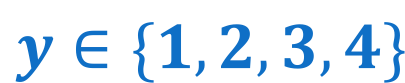 y ∈ {1, 2, 3, 4}